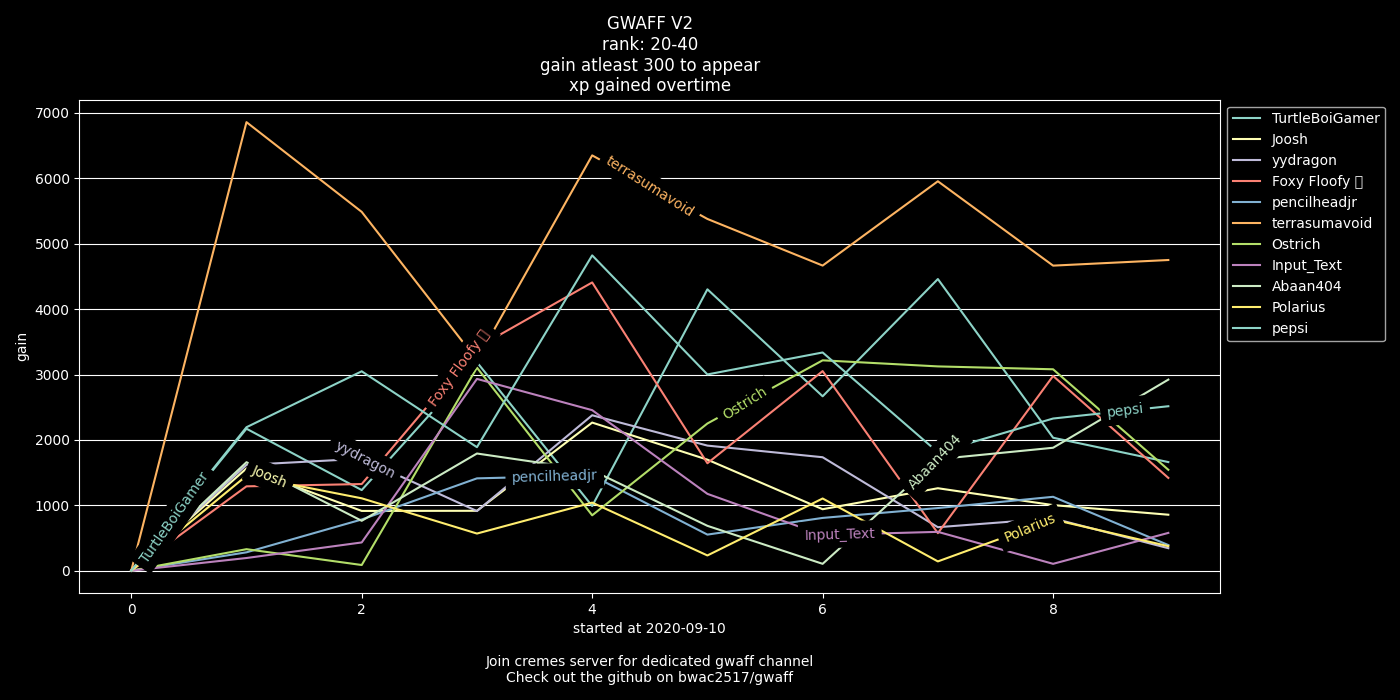 GWAFF V2
rank: 20-40
gain atleast 300 to appear
xp gained overtime
7000
6000
5000
4000
3000
2000
1000
0
gain
0
2
4
6
8
started at 2020-09-10
Join cremes server for dedicated gwaff channel
Check out the github on bwac2517/gwaff
TurtleBoiGamer
Joosh
yydragon
Foxy Floofy
pencilheadjr
terrasumavoid
Ostrich
Input_Text
Abaan404
Polarius
pepsi
TurtleBoiGamer
Joosh
yydragon
Foxy Floofy
pencilheadjr
terrasumavoid
Ostrich
Input_Text
Abaan404
Polarius
pepsi